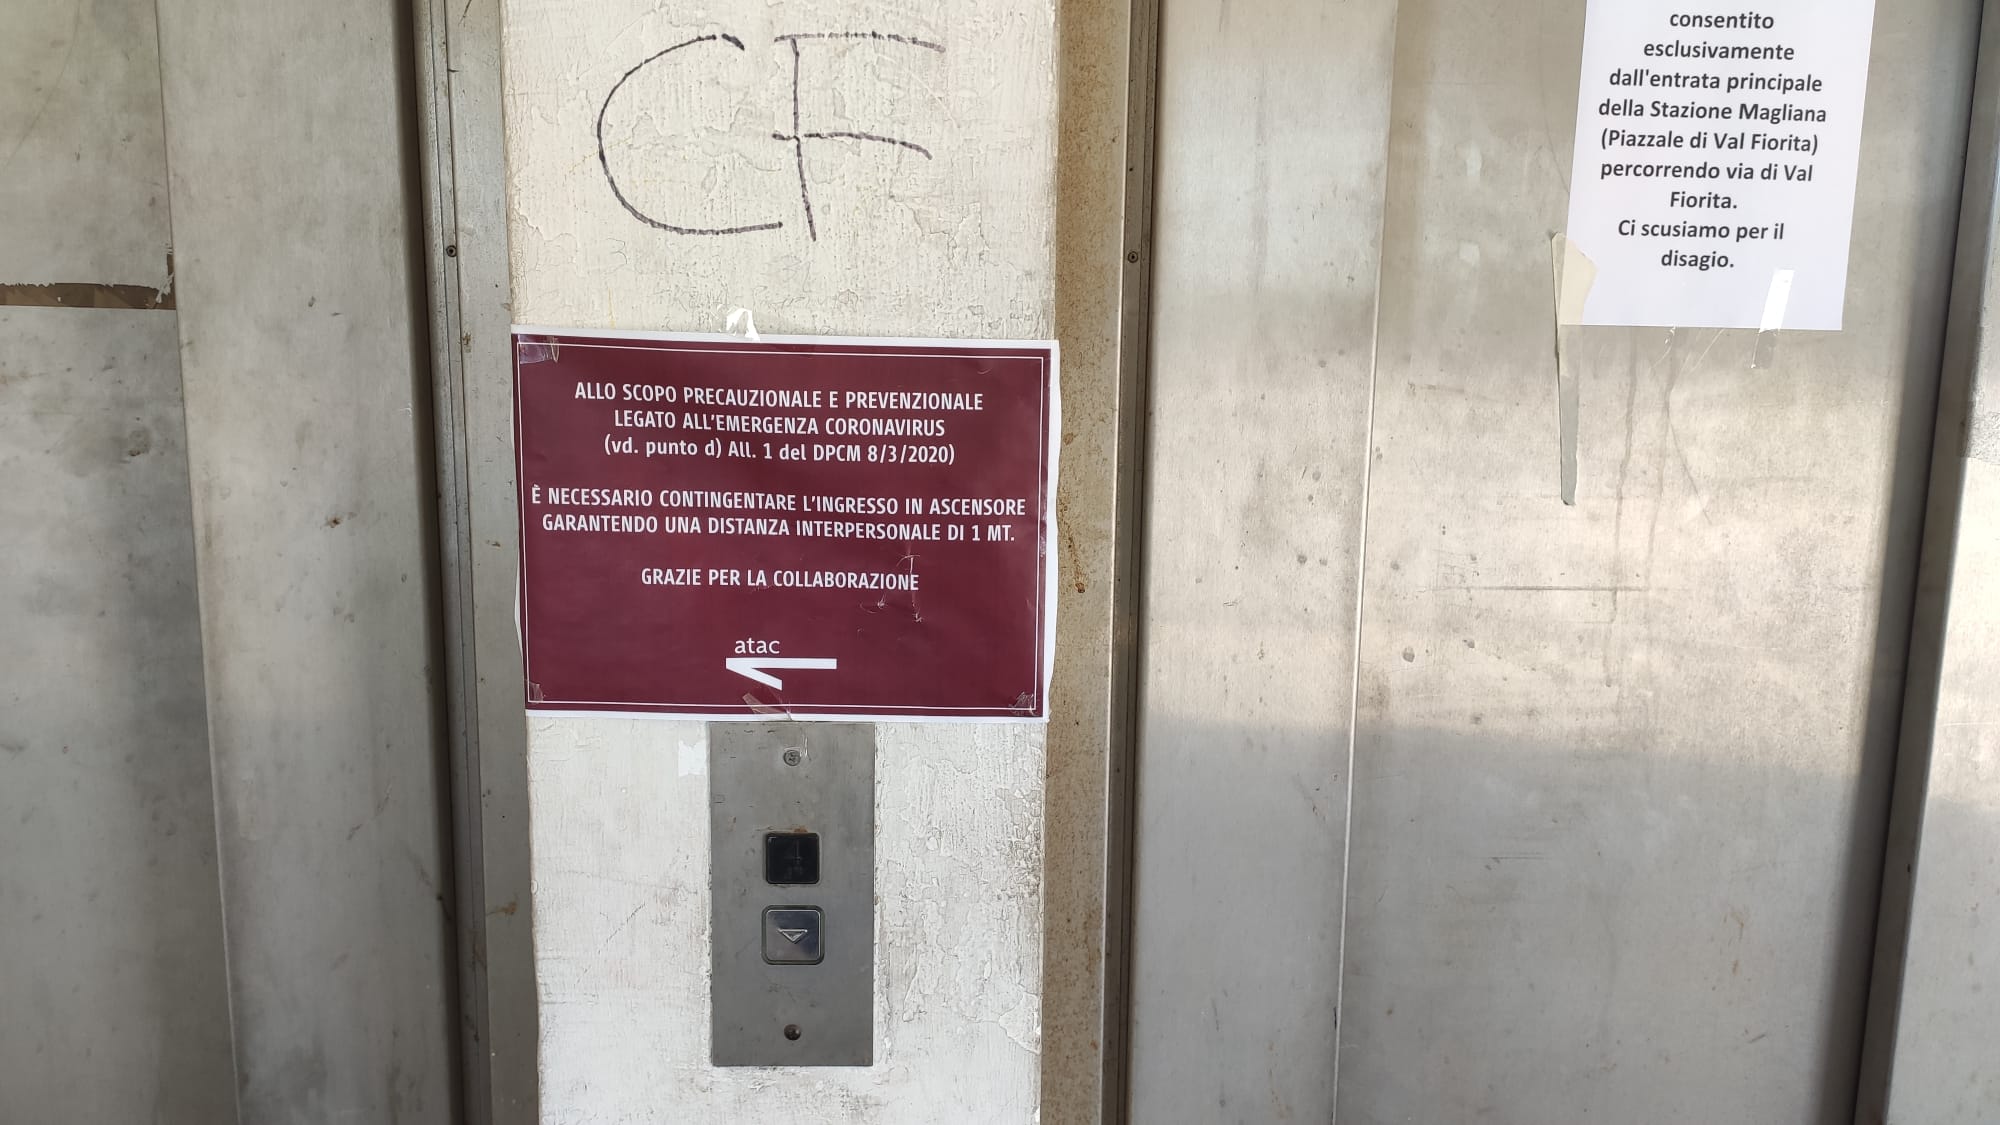 CF
ALLO SCOPO PRECAUZIONALE E PREVENZIONALE
LEGATO ALL'EMERGENZA CORONAVIRUS
(vd. punto d) All. 1 del DPCM 8/3/2020)
È NECESSARIO CONTINGENTARE L'INGRESSO IN ASCENSORE
GARANTENDO UNA DISTANZA INTERPERSONALE DI 1 MT.
GRAZIE PER LA COLLABORAZIONE
atac
consentito
esclusivamente
dall'entrata principale
della Stazione Magliana
(Piazzale di Val Fiorita)
percorrendo via di Val
Fiorita.
Ci scusiamo per il
disagio.